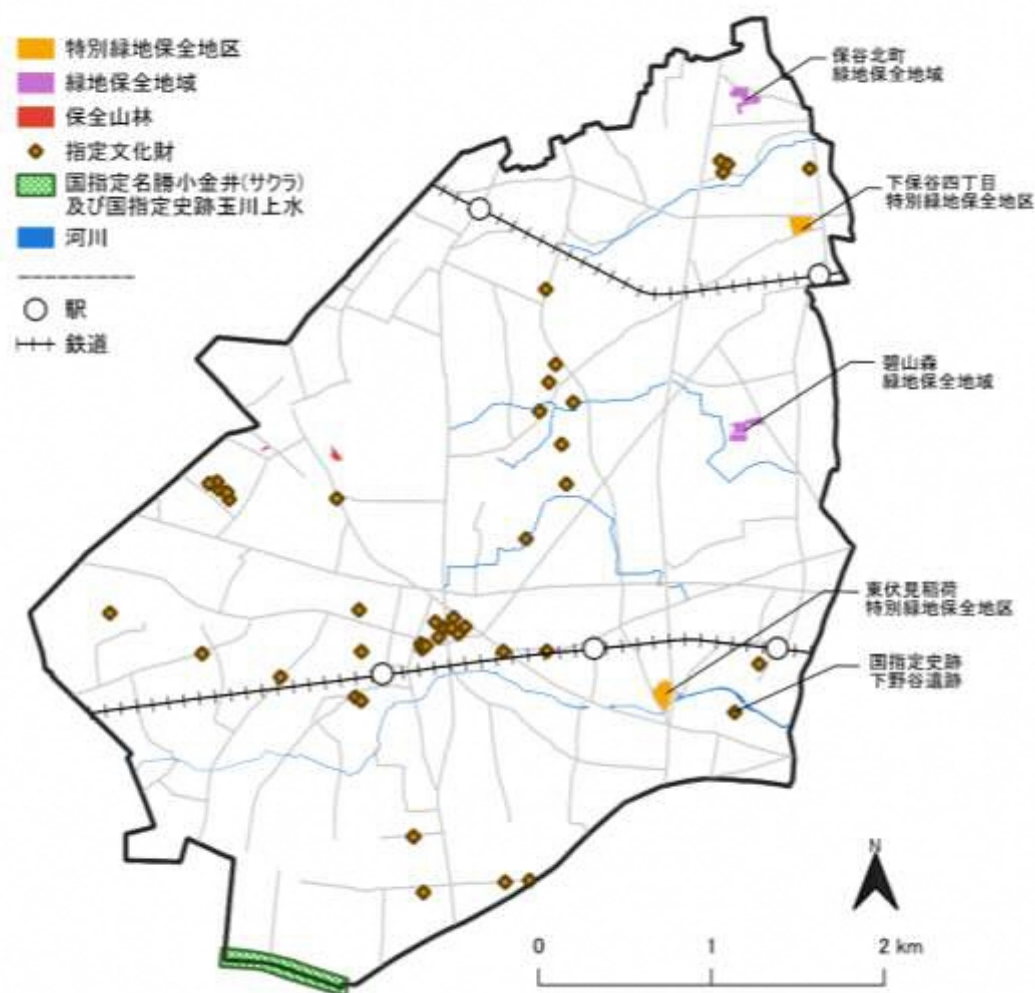 特別緑地保全地区
緑地保全地域
保全山林
指定文化財
国指定名勝小金井(サクラ)
及び国指定史跡玉川上水
河川
駅
鉄道
保谷北町
緑地保全地域
下保谷四丁目
特別緑地保全地区
碧山森
緑地保全地域
東伏見稲荷
特別緑地保全地区
国指定史跡
下野谷遺跡
N
0 1 2 km